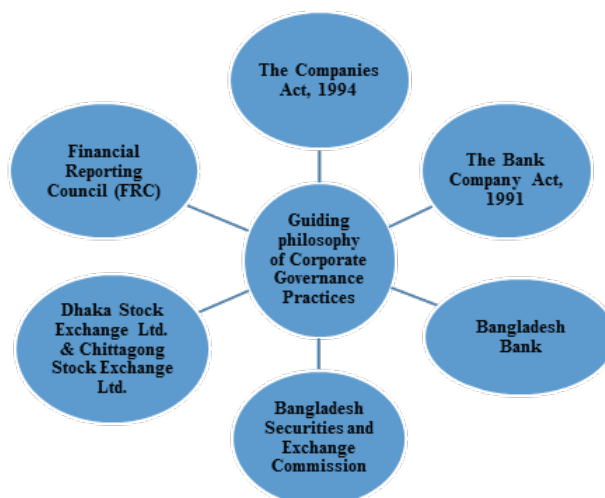 The Companies
Act, 1994
Financial
Reporting
Council (FRC)
The Bank
Company Act,
1991
Guiding
philosophy
of Corporate
Governance
Practices
Dhaka Stock
Exchange Ltd.
& Chittagong
Stock Exchange
Ltd.
Bangladesh
Bank
Bangladesh
Securities and
Exchange
Commission